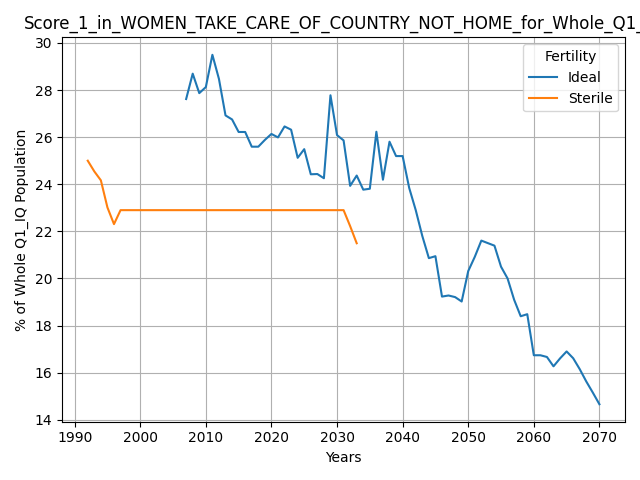 Score_1_in_WOMEN_TAKE_CARE_OF_COUNTRY_NOT_HOME_for_Whole_Q1_
Fertility
Ideal
Sterile
% of Whole Q1_IQ Population
30
28
26
24
22
20
18
16
14
1990 2000 2010 2020 2030 2040 2050 2060 2070
Years